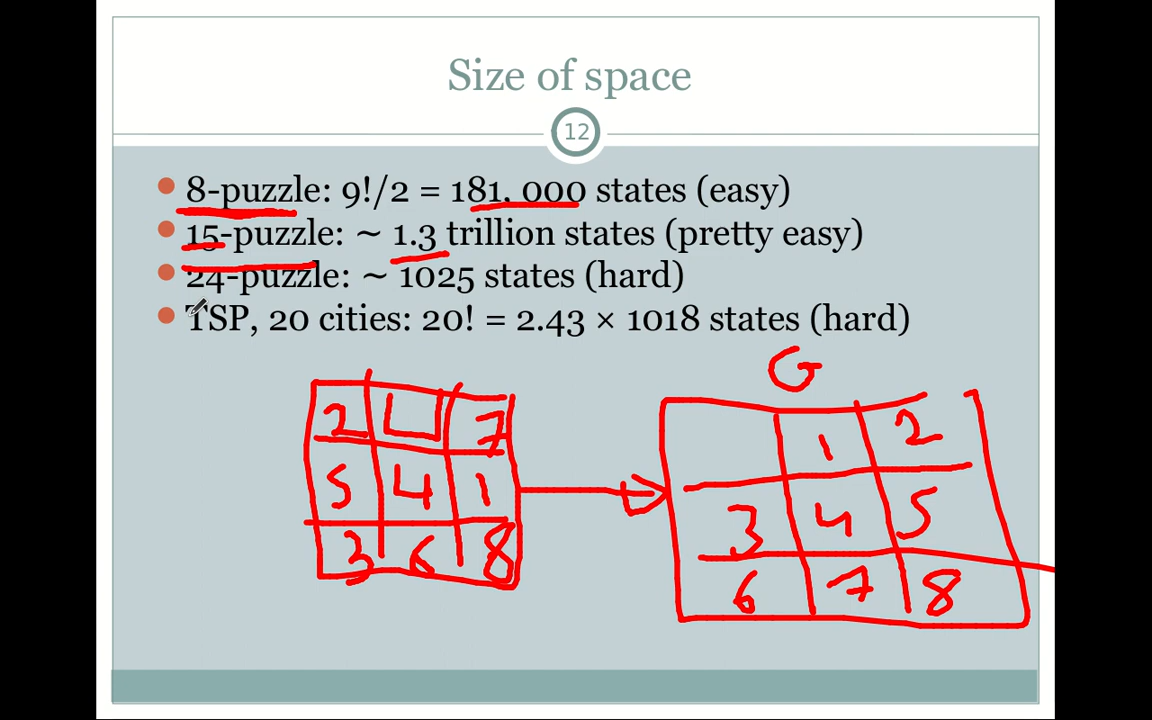 Size of space
12
8-puzzle: 9!/2 = 181, 000 states (easy)
15-puzzle: ~ 1.3 trillion states (pretty easy)
24-puzzle: ~ 1025 states (hard)
TSP, 20 cities: 20! = 2.43 × 1018 states (hard)
G
2 7
5 4 1
3 6 8
1 2
3 4 5
6 7 8